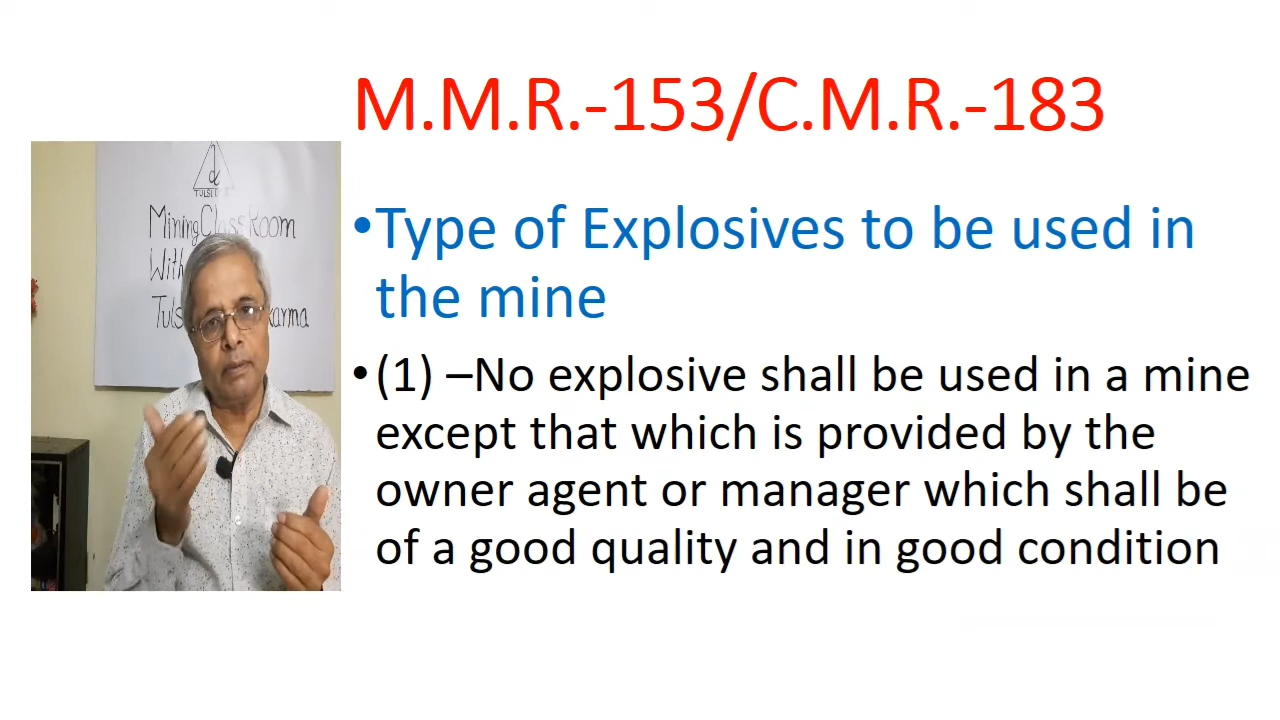 M.M.R.-153/C.M.R.-183
•Type of Explosives to be used in
the mine
• (1) –No explosive shall be used in a mine
except that which is provided by the
owner agent or manager which shall be
of a good quality and in good condition
Mining Class Room
With